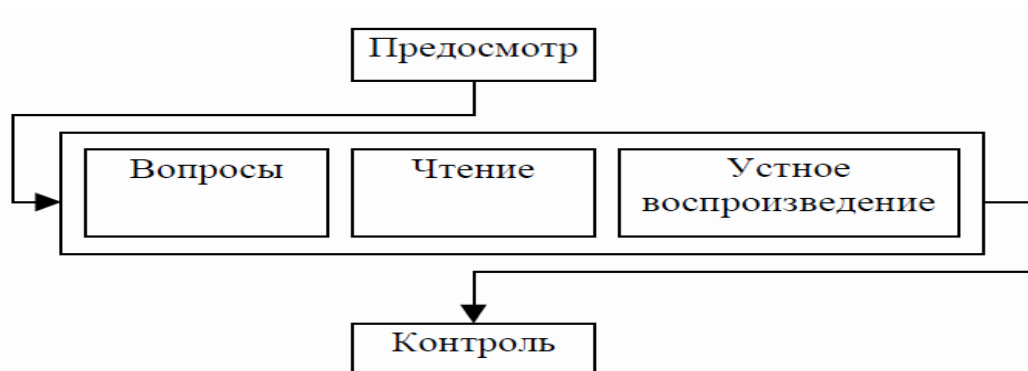 Предосмотр
Вопросы
Чтение
Устное
воспроизведение
Контроль